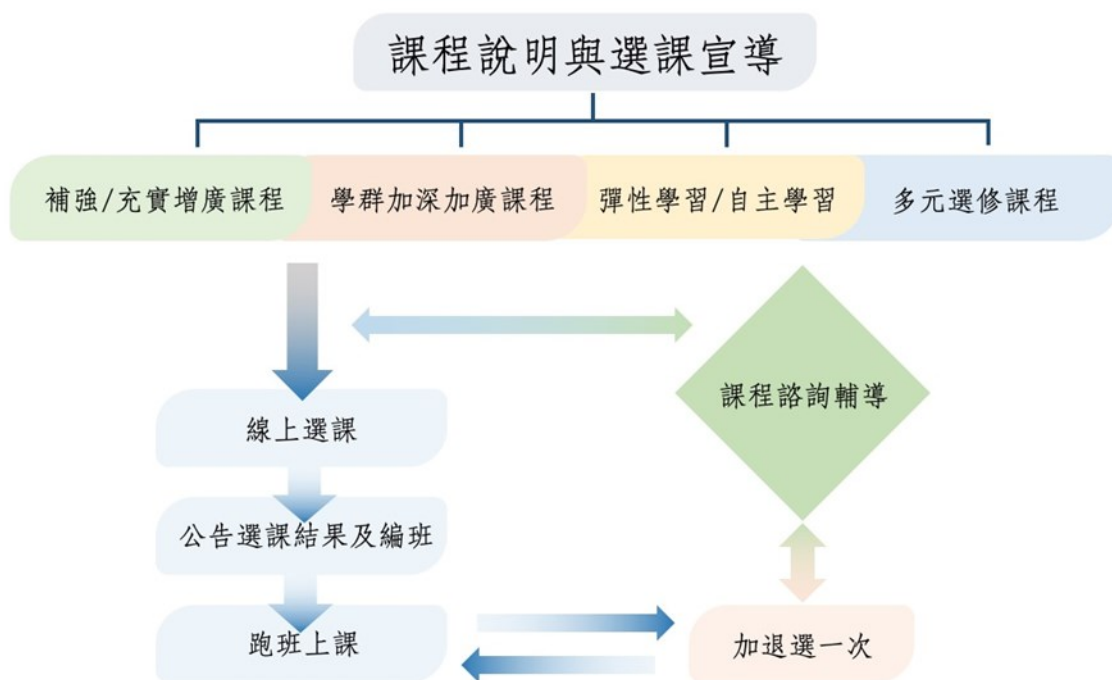 課程說明與選課宣導
補強/充實增廣課程
學群加深加廣課程
彈性學習/自主學習
多元選修課程
課程諮詢輔導
線上選課
公告選課結果及編班
跑班上課
加退選一次